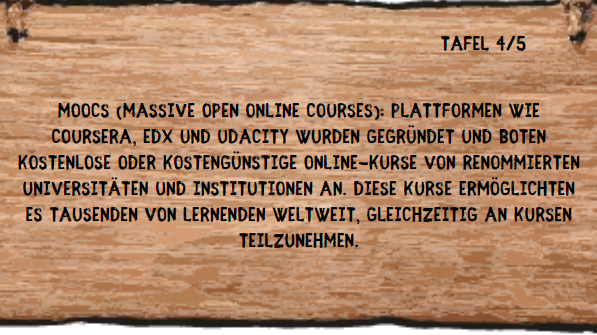 TAFEL 4/5
MOOCS (MASSIVE OPEN ONLINE COURSES): PLATTFORMEN WIE
COURSERA, EDX UND UDACITY WURDEN GEGRÜNDET UND BOTEN
KOSTENLOSE ODER KOSTENGÜNSTIGE ONLINE-KURSE VON RENOMMIERTEN
UNIVERSITÄTEN UND INSTITUTIONEN AN. DIESE KURSE ERMÖGLICHTEN
ES TAUSENDEN VON LERNENDEN WELTWEIT, GLEICHZEITIG AN KURSEN
TEILZUNEHMEN.